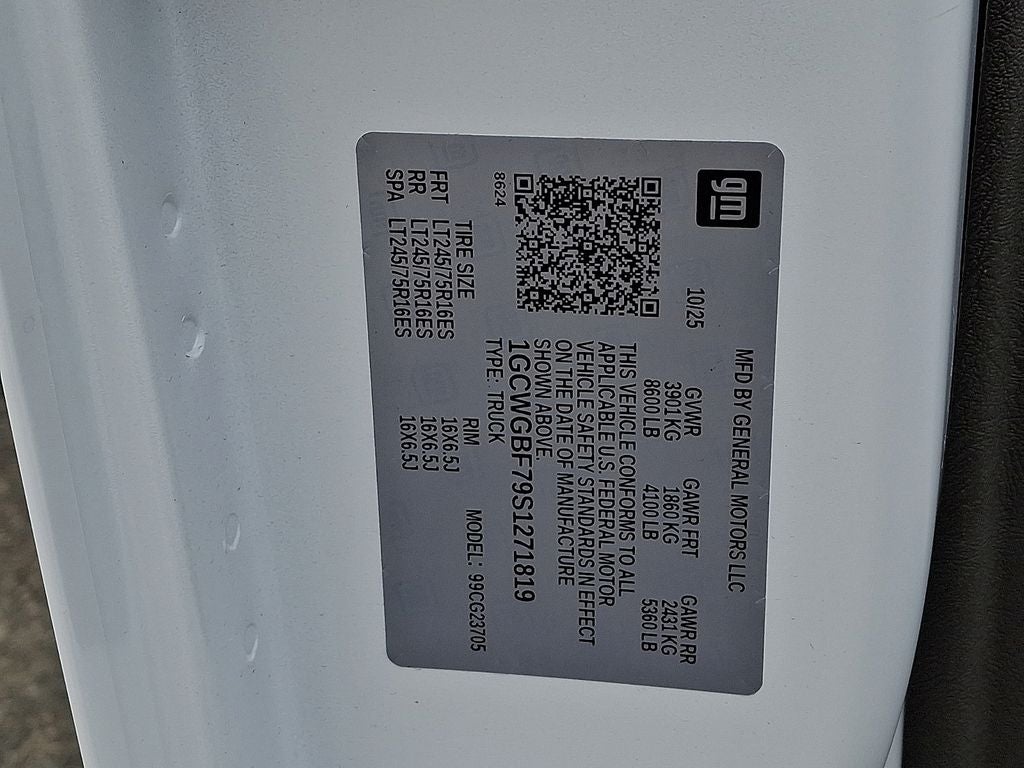 gm
MFD BY GENERAL MOTORS LLC
10/25
GVWR GAWR FRT GAWR RR
3901 KG 1860 KG 2431 KG
8600 LB 4100 LB 5360 LB
THIS VEHICLE CONFORMS TO ALL
APPLICABLE U.S. FEDERAL MOTOR
VEHICLE SAFETY STANDARDS IN EFFECT
ON THE DATE OF MANUFACTURE
SHOWN ABOVE.
1GCWGBF79S1271819
8624
TYPE: TRUCK
MODEL: 99CG23705
TIRE SIZE RIM
FRT LT245/75R16ES 16X6.5J
RR LT245/75R16ES 16X6.5J
SPA LT245/75R16ES 16X6.5J